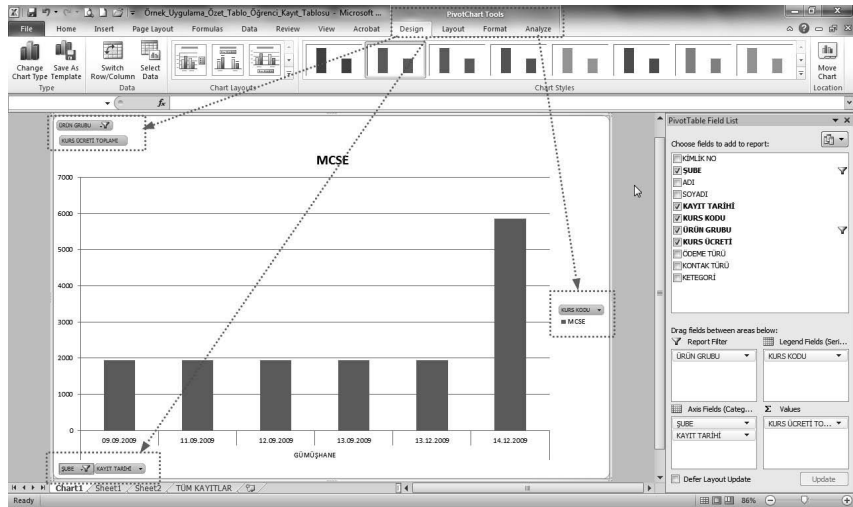 Örnek_Uygulama_Özet_Tablo_Öğrenci_Kayıt_Tablosu - Microsoft ...
PivotChart Tools
File Home Insert Page Layout Formulas Data Review View Acrobat Design Layout Format Analyze
Change Chart Type
Save As Template
Switch Row/Column
Select Data
Move Chart
Type Data Chart Layouts Chart Styles Location
fx
ÜRÜN GRUBU
KURS ÜCRETİ TOPLAMI
MCSE
7000
6000
5000
4000
3000
2000
1000
0
09.09.2009 11.09.2009 12.09.2009 13.09.2009 13.12.2009 14.12.2009
GÜMÜŞHANE
KURS KODU
MCSE
ŞUBE KAYIT TARİHİ
PivotTable Field List
Choose fields to add to report:
KİMLİK NO
ŞUBE
ADI
SOYADI
KAYIT TARİHİ
KURS KODU
ÜRÜN GRUBU
KURS ÜCRETİ
ÖDEME TÜRÜ
KONTAK TÜRÜ
KETEGORİ
Drag fields between areas below:
Report Filter Legend Fields (Seri...
ÜRÜN GRUBU KURS KODU
Axis Fields (Categ... Σ Values
ŞUBE KURS ÜCRETİ TO...
KAYIT TARİHİ
Defer Layout Update Update
Chart1 Sheet1 Sheet2 TÜM KAYITLAR
Ready 86%